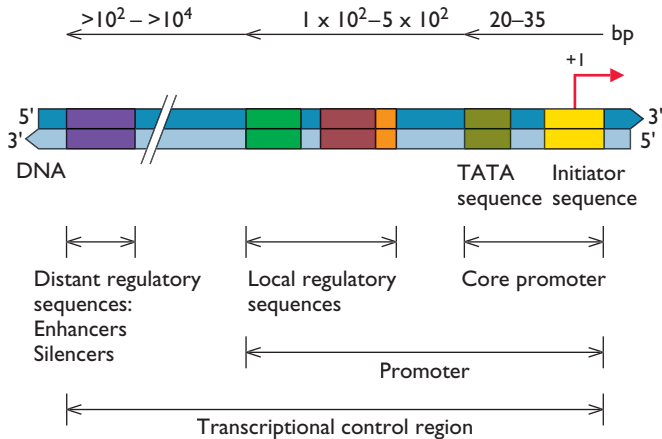 >10² – >10⁴ 1 x 10²–5 x 10² 20–35 bp
+1
5' 3'
3' 5'
DNA TATA Initiator
sequence sequence
Distant regulatory Local regulatory Core promoter
sequences: sequences
Enhancers
Silencers
Promoter
Transcriptional control region